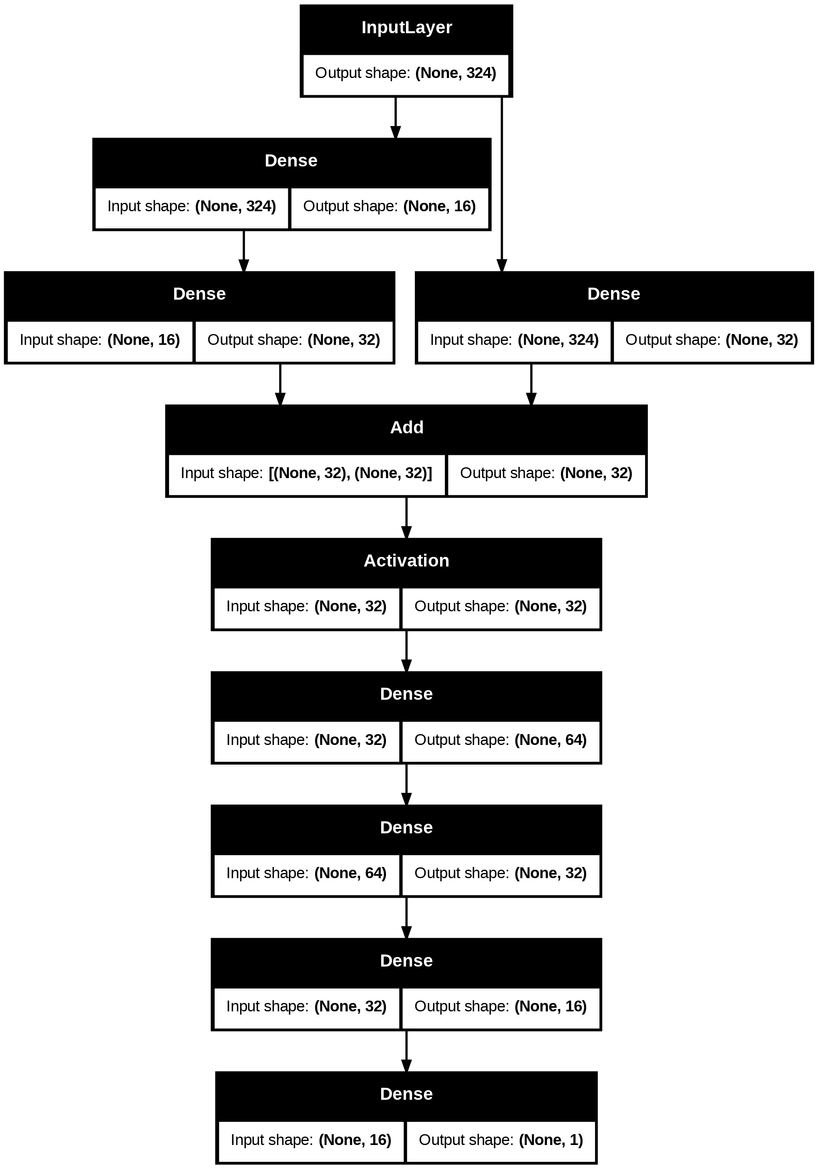 InputLayer
Output shape: (None, 324)
Dense
Input shape: (None, 324) Output shape: (None, 16)
Dense
Input shape: (None, 16) Output shape: (None, 32)
Dense
Input shape: (None, 324) Output shape: (None, 32)
Add
Input shape: [(None, 32), (None, 32)] Output shape: (None, 32)
Activation
Input shape: (None, 32) Output shape: (None, 32)
Dense
Input shape: (None, 32) Output shape: (None, 64)
Dense
Input shape: (None, 64) Output shape: (None, 32)
Dense
Input shape: (None, 32) Output shape: (None, 16)
Dense
Input shape: (None, 16) Output shape: (None, 1)